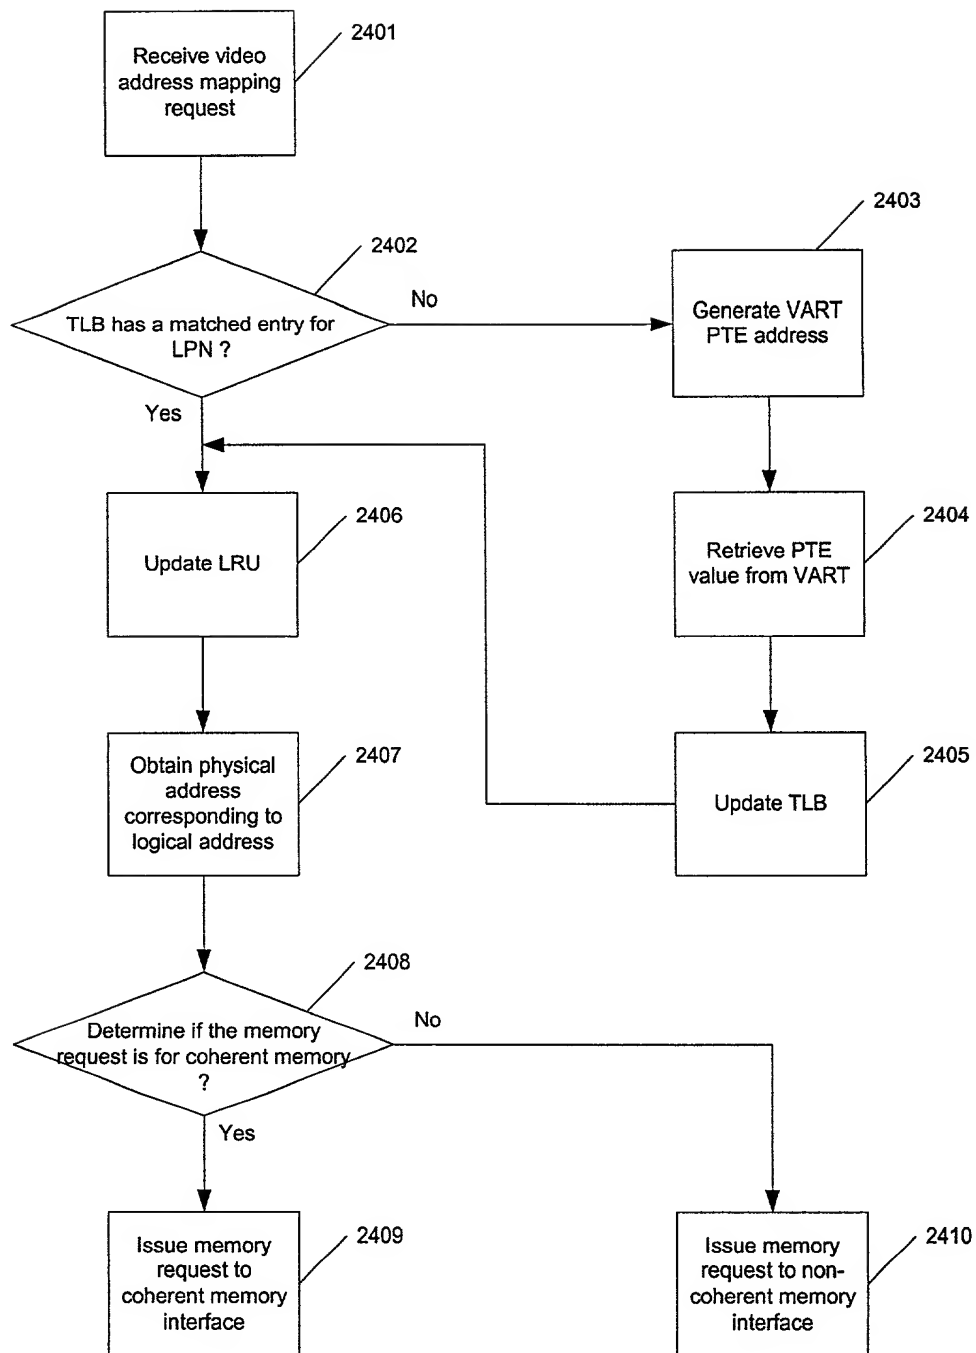 2401
Receive video
address mapping
request
2402
TLB has a matched entry for
LPN ?
No
Yes
2403
Generate VART
PTE address
2404
Retrieve PTE
value from VART
2405
Update TLB
2406
Update LRU
2407
Obtain physical
address
corresponding to
logical address
2408
Determine if the memory
request is for coherent memory
?
No
Yes
2409
Issue memory
request to
coherent memory
interface
2410
Issue memory
request to non-
coherent memory
interface